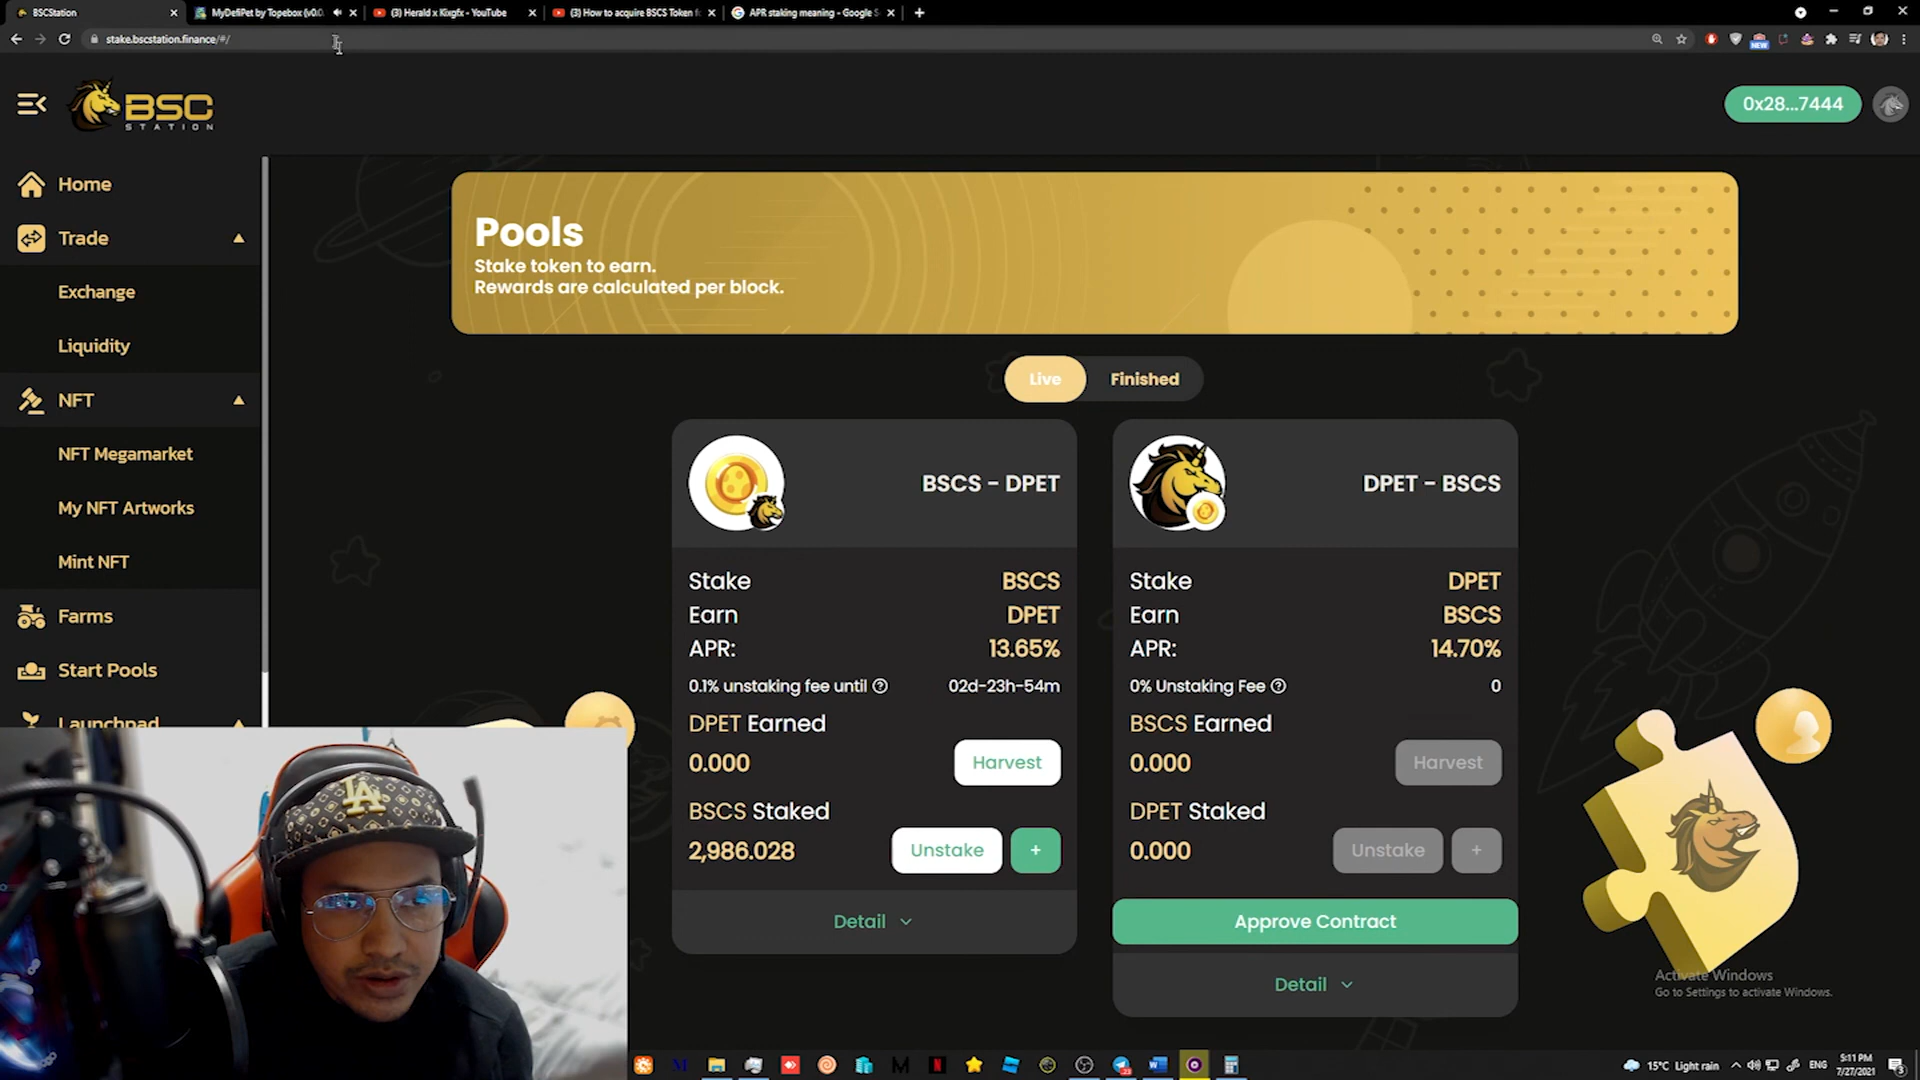 BSCStation
MyDefiPet by Topebox (v0.0.
(3) Herald x Kixgfx - YouTube
(3) How to acquire BSCS Token f
APR staking meaning - Google S
stake.bscstation.finance/#/
NEW
BSC
STATION
0x28...7444
Home
Trade
Exchange
Liquidity
NFT
NFT Megamarket
My NFT Artworks
Mint NFT
Farms
Start Pools
Launchpad
Pools
Stake token to earn.
Rewards are calculated per block.
Live
Finished
BSCS - DPET
Stake BSCS
Earn DPET
APR: 13.65%
0.1% unstaking fee until 02d-23h-54m
DPET Earned
0.000 Harvest
BSCS Staked
2,986.028 Unstake +
Detail
DPET - BSCS
Stake DPET
Earn BSCS
APR: 14.70%
0% Unstaking Fee 0
BSCS Earned
0.000 Harvest
DPET Staked
0.000 Unstake +
Approve Contract
Detail
LA
Activate Windows
Go to Settings to activate Windows.
15°C Light rain
ENG
5:11 PM
7/27/2021